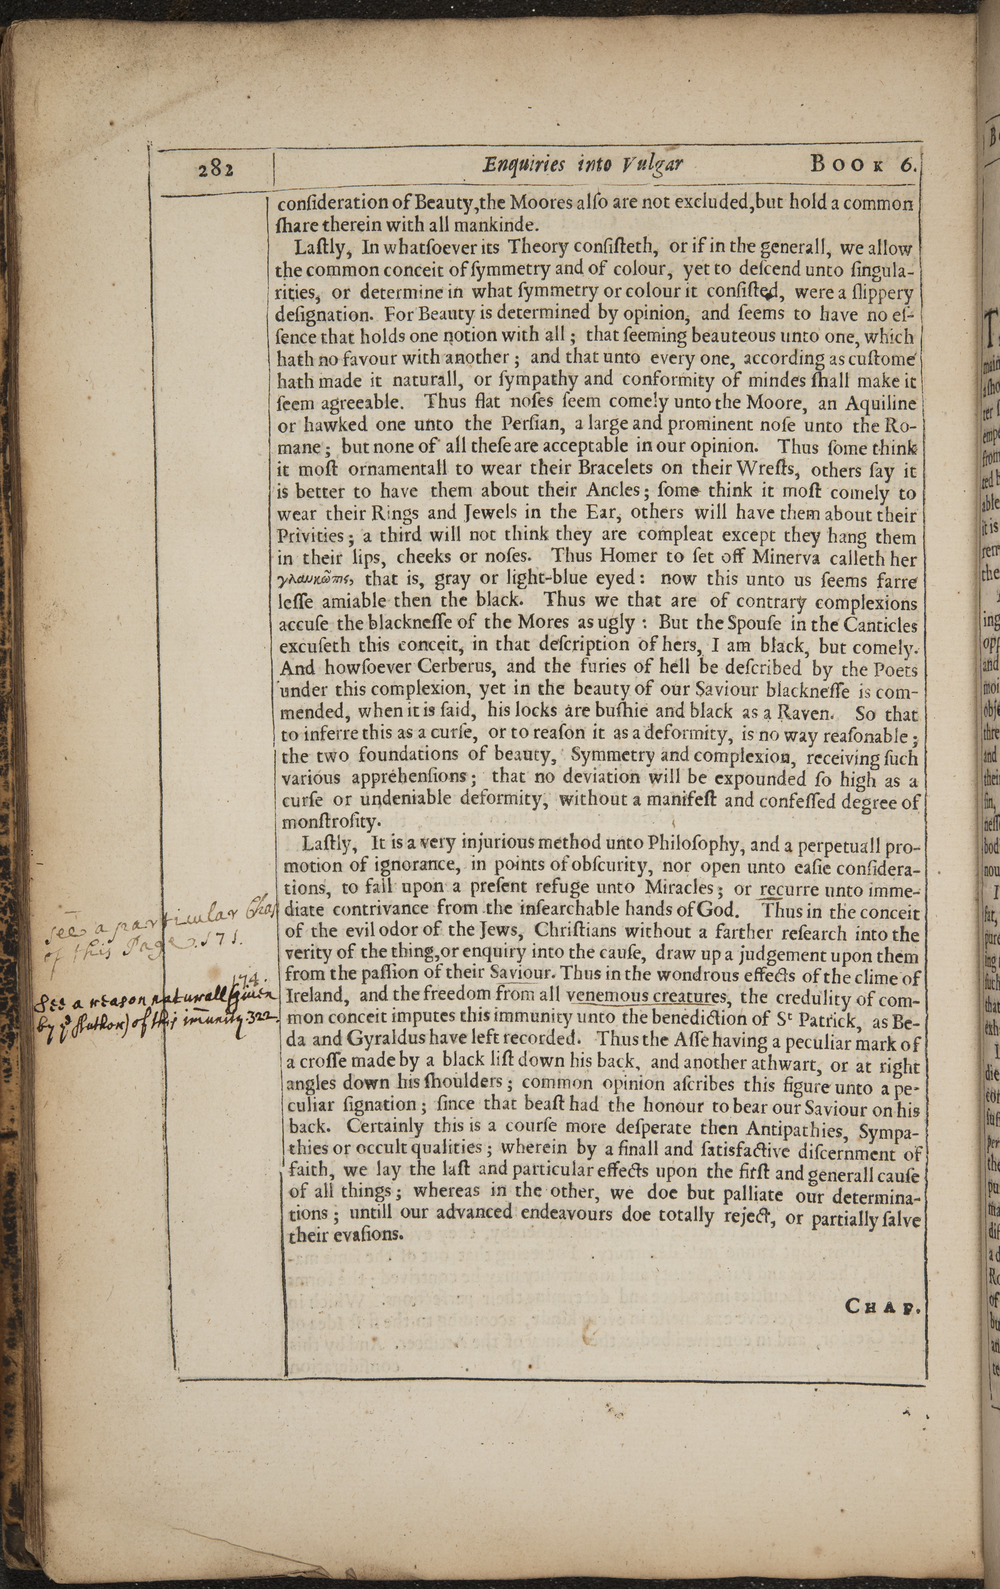 282 Enquiries into Vulgar Book 6.
conſideration of Beauty,the Moores alſo are not excluded,but hold a common
ſhare therein with all mankinde.
Laſtly, In whatſoever its Theory conſiſteth, or if in the generall, we allow
the common conceit of ſymmetry and of colour, yet to deſcend unto ſingula-
rities, or determine in what ſymmetry or colour it conſiſted, were a ſlippery
deſignation. For Beauty is determined by opinion, and ſeems to have no eſ-
ſence that holds one notion with all ; that ſeeming beauteous unto one, which
hath no favour with another ; and that unto every one, according as cuſtome
hath made it naturall, or ſympathy and conformity of mindes ſhall make it
ſeem agreeable. Thus flat noſes ſeem comely unto the Moore, an Aquiline
or hawked one unto the Perſian, a large and prominent noſe unto the Ro-
mane ; but none of all theſe are acceptable in our opinion. Thus ſome think
it moſt ornamentall to wear their Bracelets on their Wreſts, others ſay it
is better to have them about their Ancles ; ſome think it moſt comely to
wear their Rings and Jewels in the Ear, others will have them about their
Privities ; a third will not think they are compleat except they hang them
in their lips, cheeks or noſes. Thus Homer to ſet off Minerva calleth her
γλαυκῶπις, that is, gray or light-blue eyed : now this unto us ſeems farre
leſſe amiable then the black. Thus we that are of contrary complexions
accuſe the blackneſſe of the Mores as ugly : But the Spouſe in the Canticles
excuſeth this conceit, in that deſcription of hers, I am black, but comely.
And howſoever Cerberus, and the furies of hell be deſcribed by the Poets
under this complexion, yet in the beauty of our Saviour blackneſſe is com-
mended, when it is ſaid, his locks are buſhie and black as a Raven. So that
to inferre this as a curſe, or to reaſon it as a deformity, is no way reaſonable ;
the two foundations of beauty, Symmetry and complexion, receiving ſuch
various apprehenſions ; that no deviation will be expounded ſo high as a
curſe or undeniable deformity, without a manifeſt and confeſſed degree of
monſtroſity.
Laſtly, It is a very injurious method unto Philoſophy, and a perpetuall pro-
motion of ignorance, in points of obſcurity, nor open unto eaſie conſidera-
tions, to fall upon a preſent refuge unto Miracles ; or recurre unto imme-
diate contrivance from the inſearchable hands of God. Thus in the conceit
of the evil odor of the Jews, Chriſtians without a farther reſearch into the
verity of the thing,or enquiry into the cauſe, draw up a judgement upon them
from the paſſion of their Saviour. Thus in the wondrous effects of the clime of
Ireland, and the freedom from all venemous creatures, the credulity of com-
mon conceit imputes this immunity unto the benediction of St Patrick, as Be-
da and Gyraldus have left recorded. Thus the Aſſe having a peculiar mark of
a croſſe made by a black liſt down his back, and another athwart, or at right
angles down his ſhoulders ; common opinion aſcribes this figure unto a pe-
culiar ſignation ; ſince that beaſt had the honour to bear our Saviour on his
back. Certainly this is a courſe more deſperate then Antipathies, Sympa-
thies or occult qualities ; wherein by a finall and ſatisfactive diſcernment of
faith, we lay the laſt and particular effects upon the firſt and generall cauſe
of all things ; whereas in the other, we doe but palliate our determina-
tions ; untill our advanced endeavours doe totally reject, or partially ſalve
their evaſions.
Chap.
see a particular Chap
of this Page. 171.
174.
See a reason naturall (given
by ye Author) of this immunity. 322.